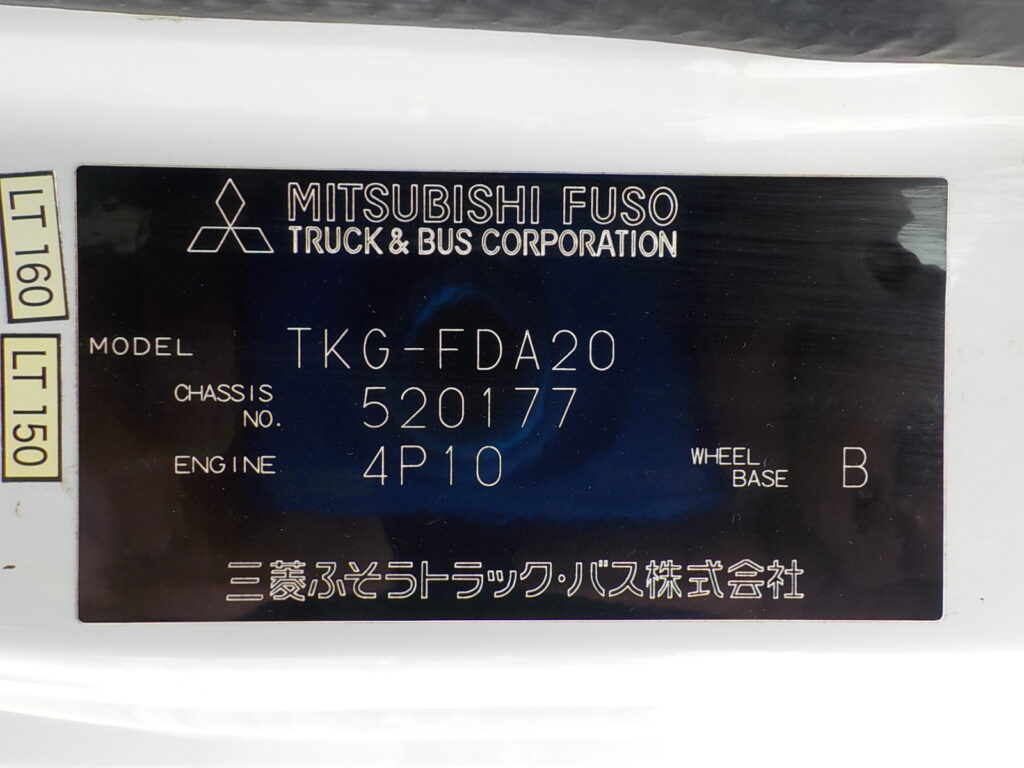 MITSUBISHI FUSO
TRUCK & BUS CORPORATION
LT 160
LT 150
MODEL TKG-FDA20
CHASSIS NO. 520177
ENGINE 4P10
WHEEL BASE B
三菱ふそうトラック・バス株式会社